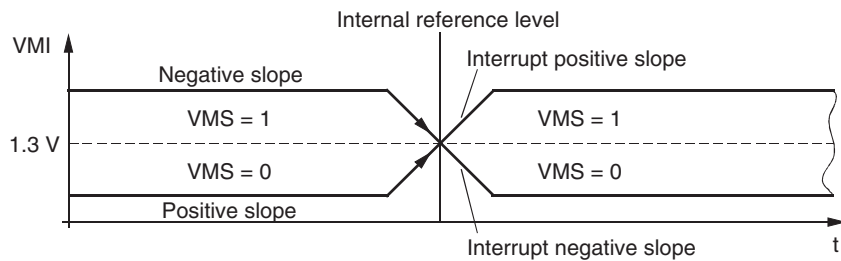 Internal reference level
VMI
Negative slope
Interrupt positive slope
VMS = 1
VMS = 1
1.3 V
VMS = 0
VMS = 0
Positive slope
Interrupt negative slope
t